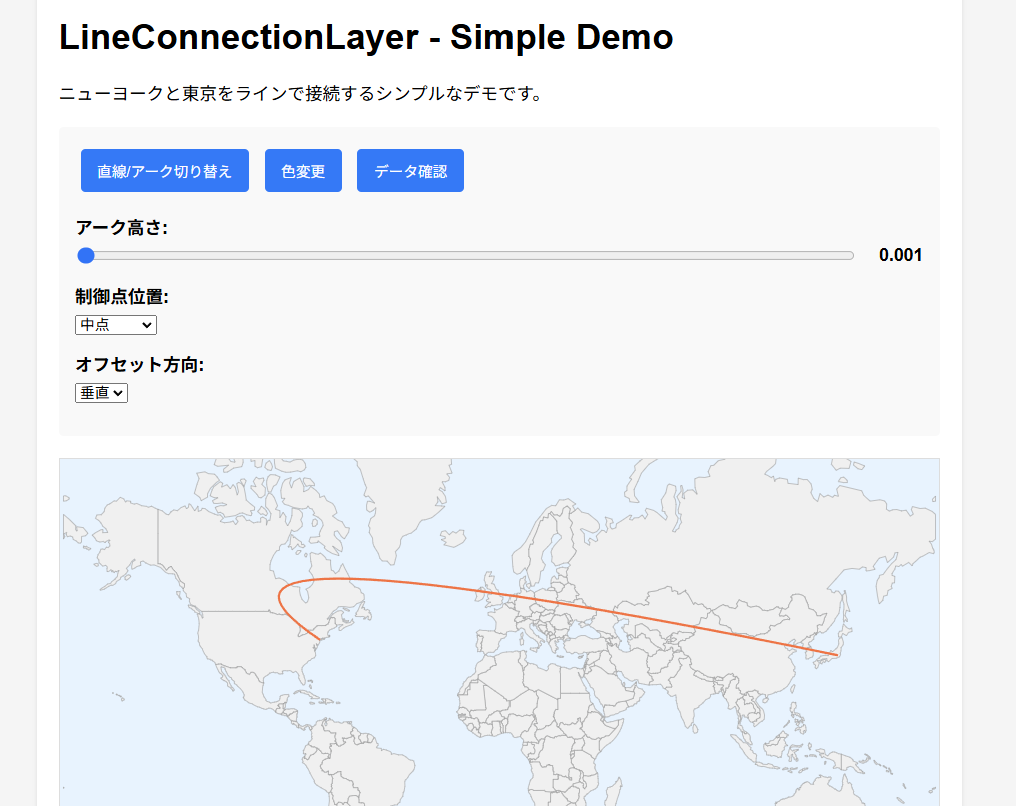 LineConnectionLayer - Simple Demo
ニューヨークと東京をラインで接続するシンプルなデモです。
直線/アーク切り替え 色変更 データ確認
アーク高さ:
0.001
制御点位置:
中点
オフセット方向:
垂直